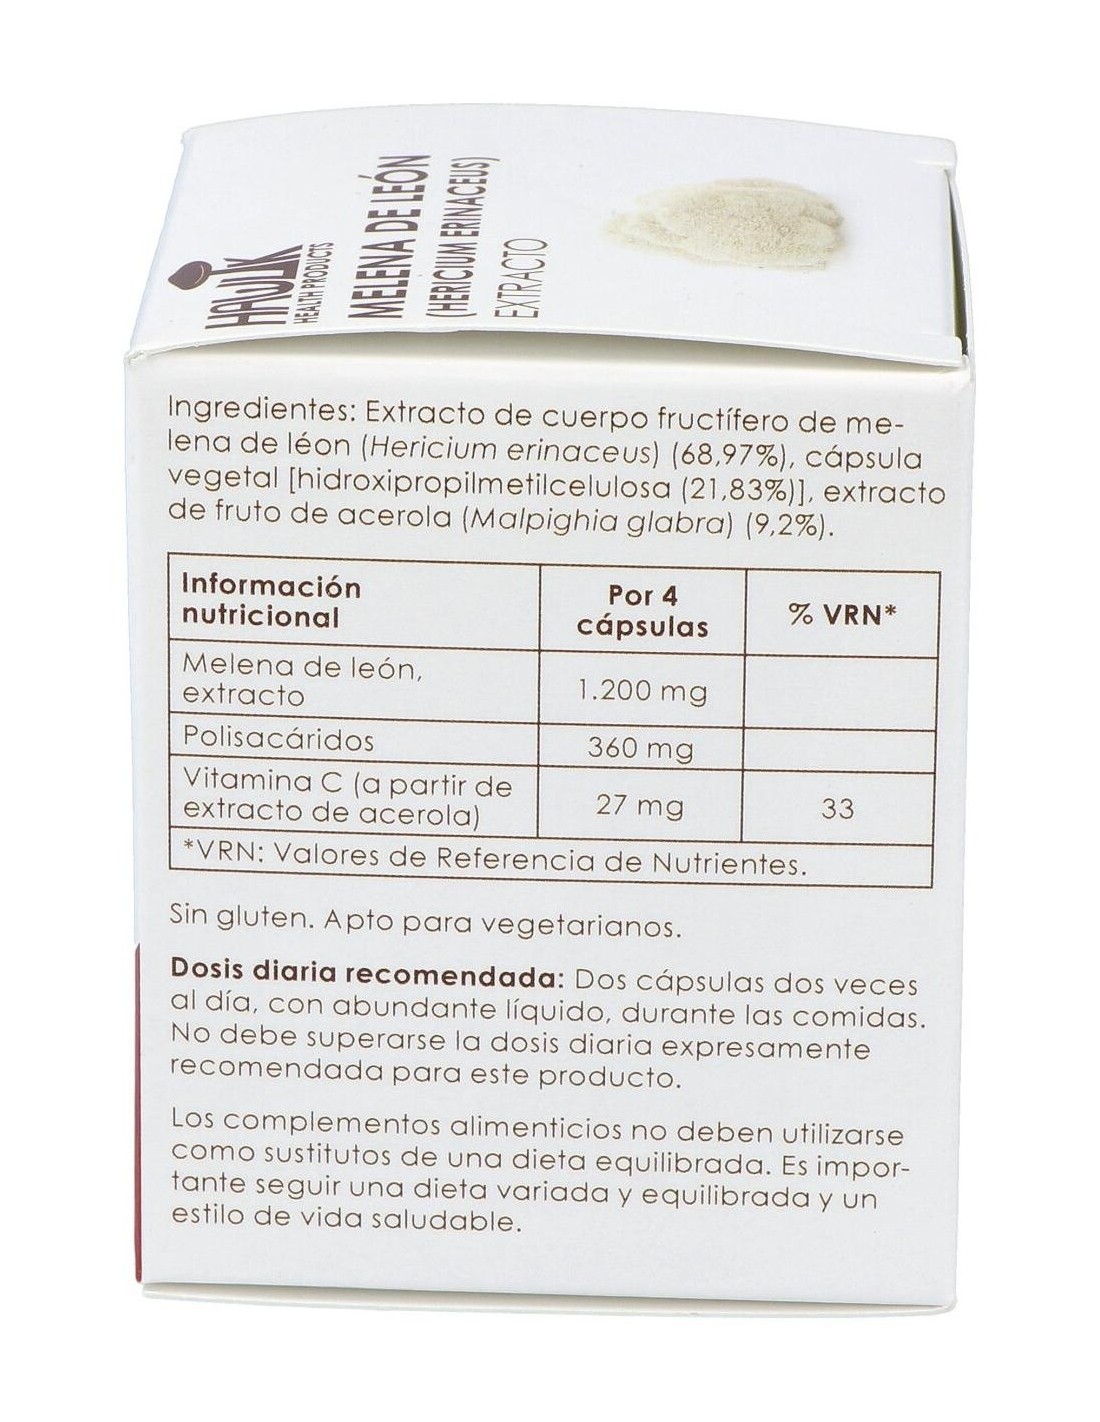 HAWLIK
HEALTH PRODUCTS
MELENA DE LEÓN
(HERICIUM ERINACEUS)
EXTRACTO
Ingredientes: Extracto de cuerpo fructífero de me-
lena de léon (Hericium erinaceus) (68,97%), cápsula
vegetal [hidroxipropilmetilcelulosa (21,83%)], extracto
de fruto de acerola (Malpighia glabra) (9,2%).
Información
nutricional
Por 4
cápsulas
% VRN*
Melena de león,
extracto
1.200 mg
Polisacáridos
360 mg
Vitamina C (a partir de
extracto de acerola)
27 mg
33
*VRN: Valores de Referencia de Nutrientes.
Sin gluten. Apto para vegetarianos.
Dosis diaria recomendada: Dos cápsulas dos veces
al día, con abundante líquido, durante las comidas.
No debe superarse la dosis diaria expresamente
recomendada para este producto.
Los complementos alimenticios no deben utilizarse
como sustitutos de una dieta equilibrada. Es impor-
tante seguir una dieta variada y equilibrada y un
estilo de vida saludable.